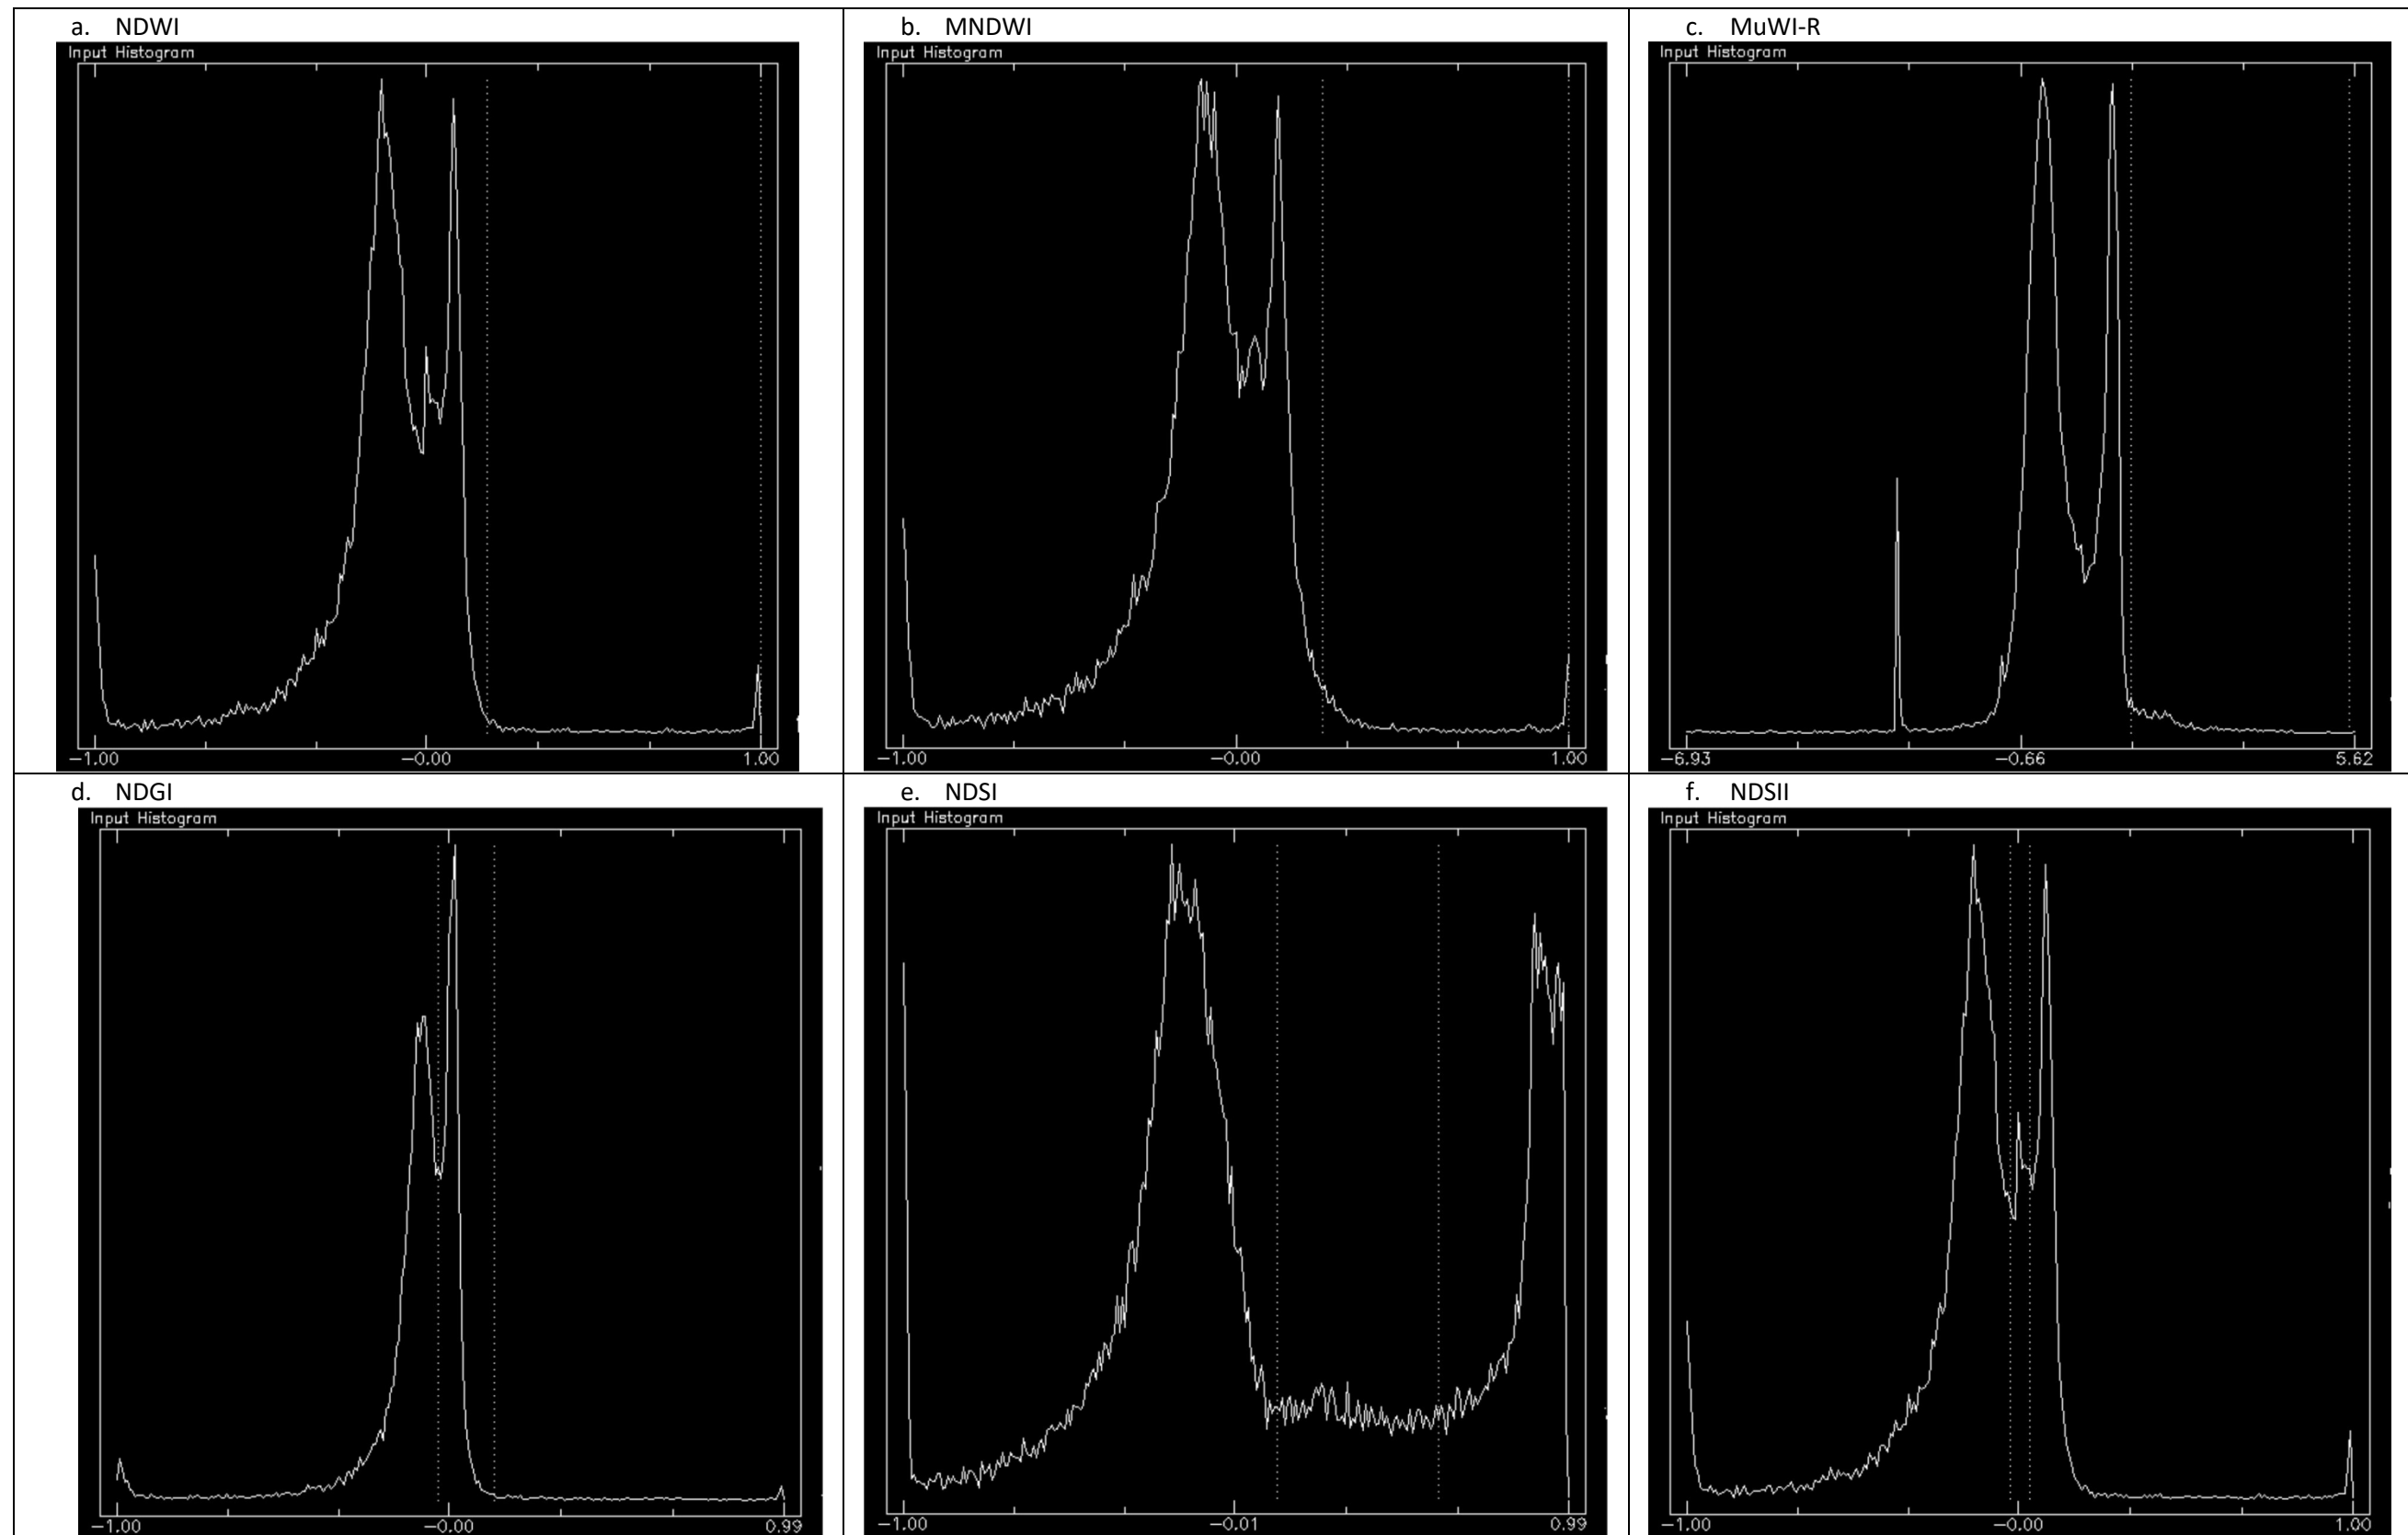 a. NDWI
Input Histogram
-1.00 -0.00 1.00
b. MNDWI
Input Histogram
-1.00 -0.00 1.00
c. MuWI-R
Input Histogram
-6.93 -0.66 5.62
d. NDGI
Input Histogram
-1.00 -0.00 0.99
e. NDSI
Input Histogram
-1.00 -0.01 0.99
f. NDSII
Input Histogram
-1.00 -0.00 1.00